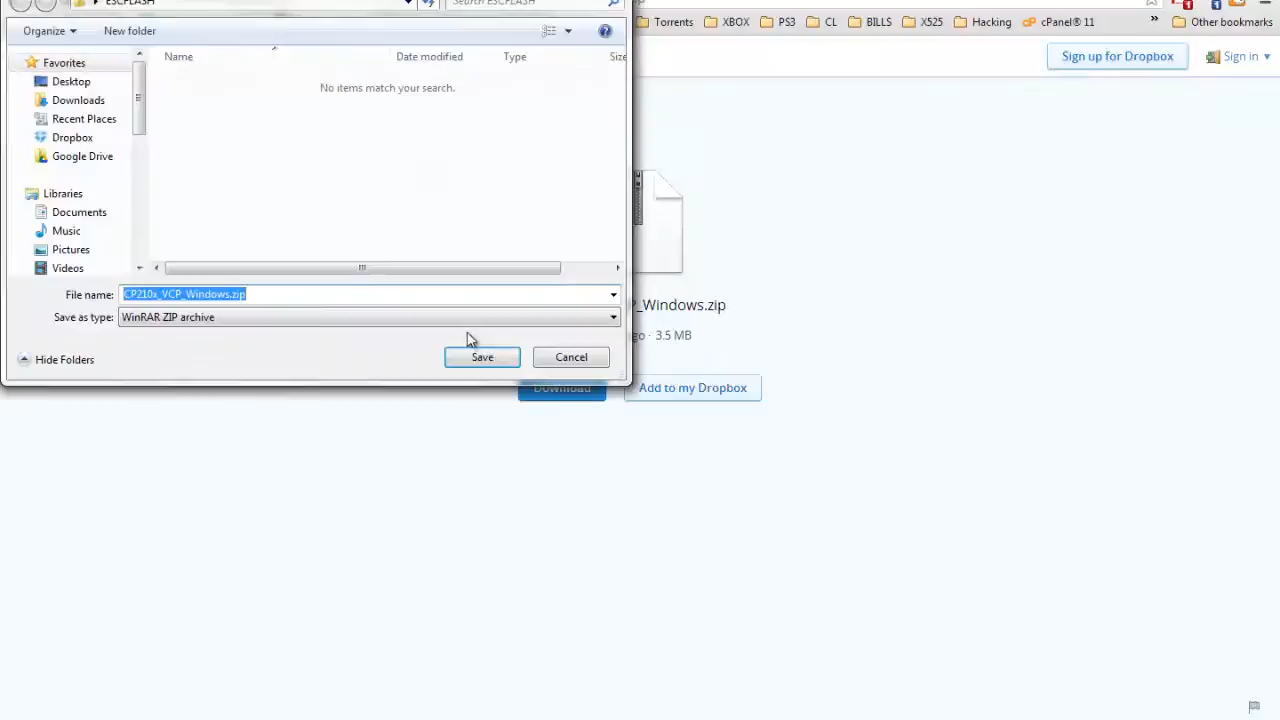 ESCFLASH
Search ESCFLASH
Torrents XBOX PS3 CL BILLS X525 Hacking cPanel® 11 » Other bookmarks
Organize New folder
Sign up for Dropbox Sign in
Name Date modified Type Size
No items match your search.
Favorites
Desktop
Downloads
Recent Places
Dropbox
Google Drive
Libraries
Documents
Music
Pictures
Videos
File name: CP210x_VCP_Windows.zip
Save as type: WinRAR ZIP archive
Hide Folders
Save Cancel
_Windows.zip
go · 3.5 MB
Download Add to my Dropbox